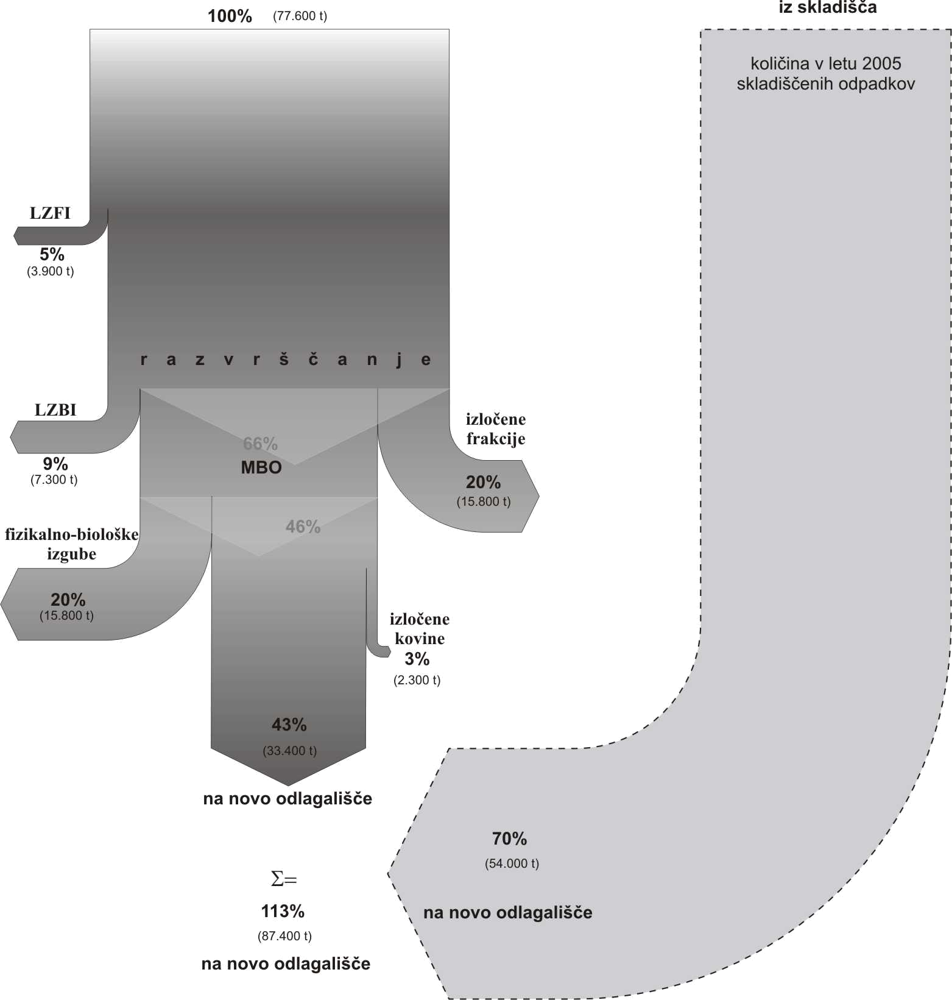 100% (77.600 t)
iz skladišča
količina v letu 2005
skladiščenih odpadkov
LZFI
5%
(3.900 t)
razvrščanje
LZBI
9%
(7.300 t)
izločene
frakcije
20%
(15.800 t)
66%
MBO
46%
fizikalno-biološke
izgube
20%
(15.800 t)
izločene
kovine
3%
(2.300 t)
43%
(33.400 t)
na novo odlagališče
70%
(54.000 t)
na novo odlagališče
Σ=
113%
(87.400 t)
na novo odlagališče